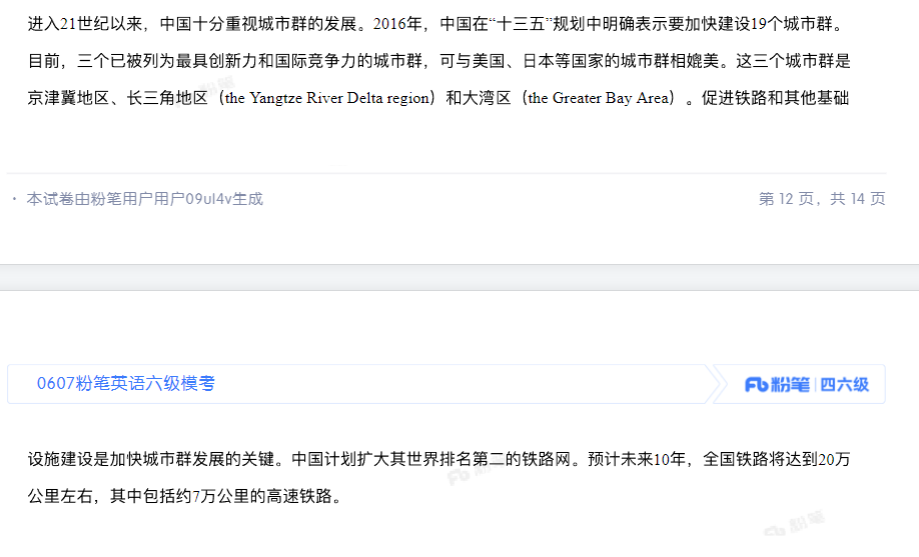 进入21世纪以来，中国十分重视城市群的发展。2016年，中国在“十三五”规划中明确表示要加快建设19个城市群。
目前，三个已被列为最具创新力和国际竞争力的城市群，可与美国、日本等国家的城市群相媲美。这三个城市群是
京津冀地区、长三角地区（the Yangtze River Delta region）和大湾区（the Greater Bay Area）。促进铁路和其他基础
· 本试卷由粉笔用户用户09ul4v生成
第 12 页，共 14 页
0607粉笔英语六级模考
Fb粉笔|四六级
设施建设是加快城市群发展的关键。中国计划扩大其世界排名第二的铁路网。预计未来10年，全国铁路将达到20万
公里左右，其中包括约7万公里的高速铁路。
Fb 粉笔